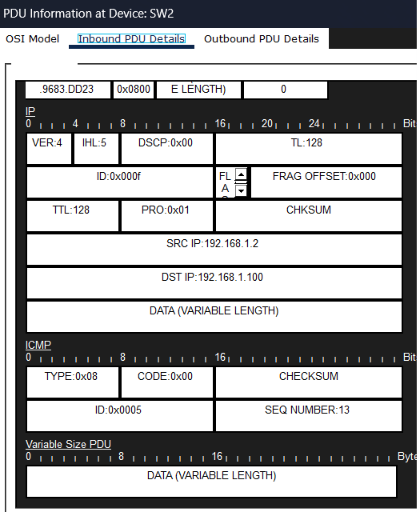 PDU Information at Device: SW2
OSI Model Inbound PDU Details Outbound PDU Details
.9683.DD23 0x0800 E LENGTH) 0
IP
0 4 8 16 20 24 Bit
VER:4 IHL:5 DSCP:0x00 TL:128
ID:0x000f FL A FRAG OFFSET:0x000
TTL:128 PRO:0x01 CHKSUM
SRC IP:192.168.1.2
DST IP:192.168.1.100
DATA (VARIABLE LENGTH)
ICMP
0 8 16 Bit
TYPE:0x08 CODE:0x00 CHECKSUM
ID:0x0005 SEQ NUMBER:13
Variable Size PDU
0 8 16 Byte
DATA (VARIABLE LENGTH)